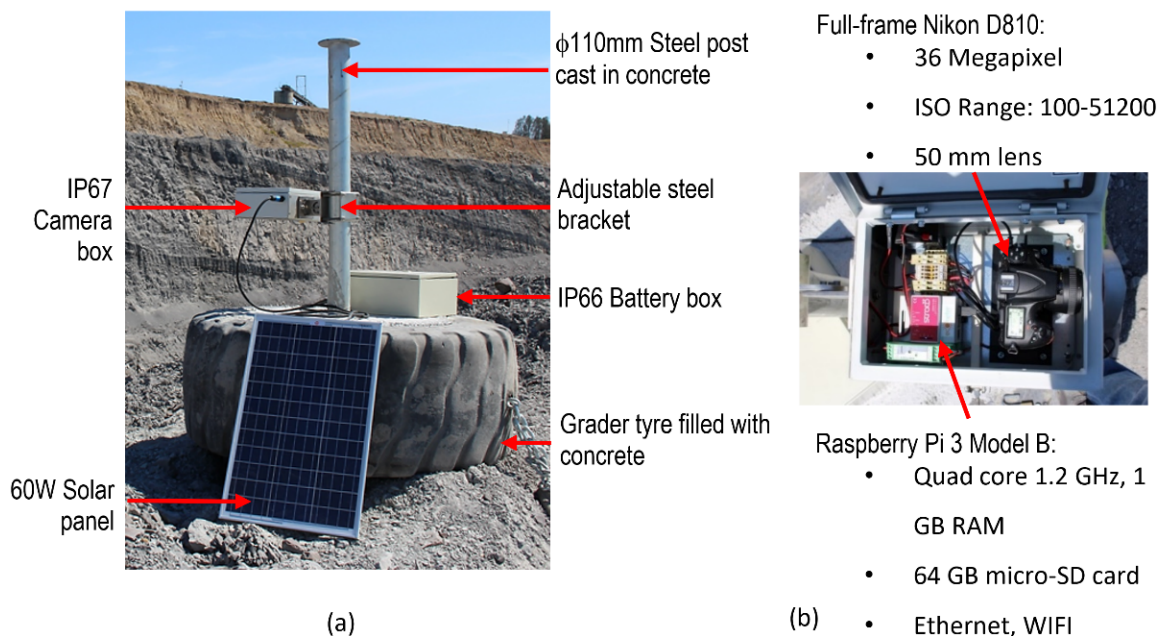 ϕ110mm Steel post
cast in concrete
IP67
Camera
box
Adjustable steel
bracket
IP66 Battery box
Grader tyre filled with
concrete
60W Solar
panel
(a)
Full-frame Nikon D810:
• 36 Megapixel
• ISO Range: 100-51200
• 50 mm lens
Raspberry Pi 3 Model B:
• Quad core 1.2 GHz, 1
GB RAM
• 64 GB micro-SD card
• Ethernet, WIFI
(b)